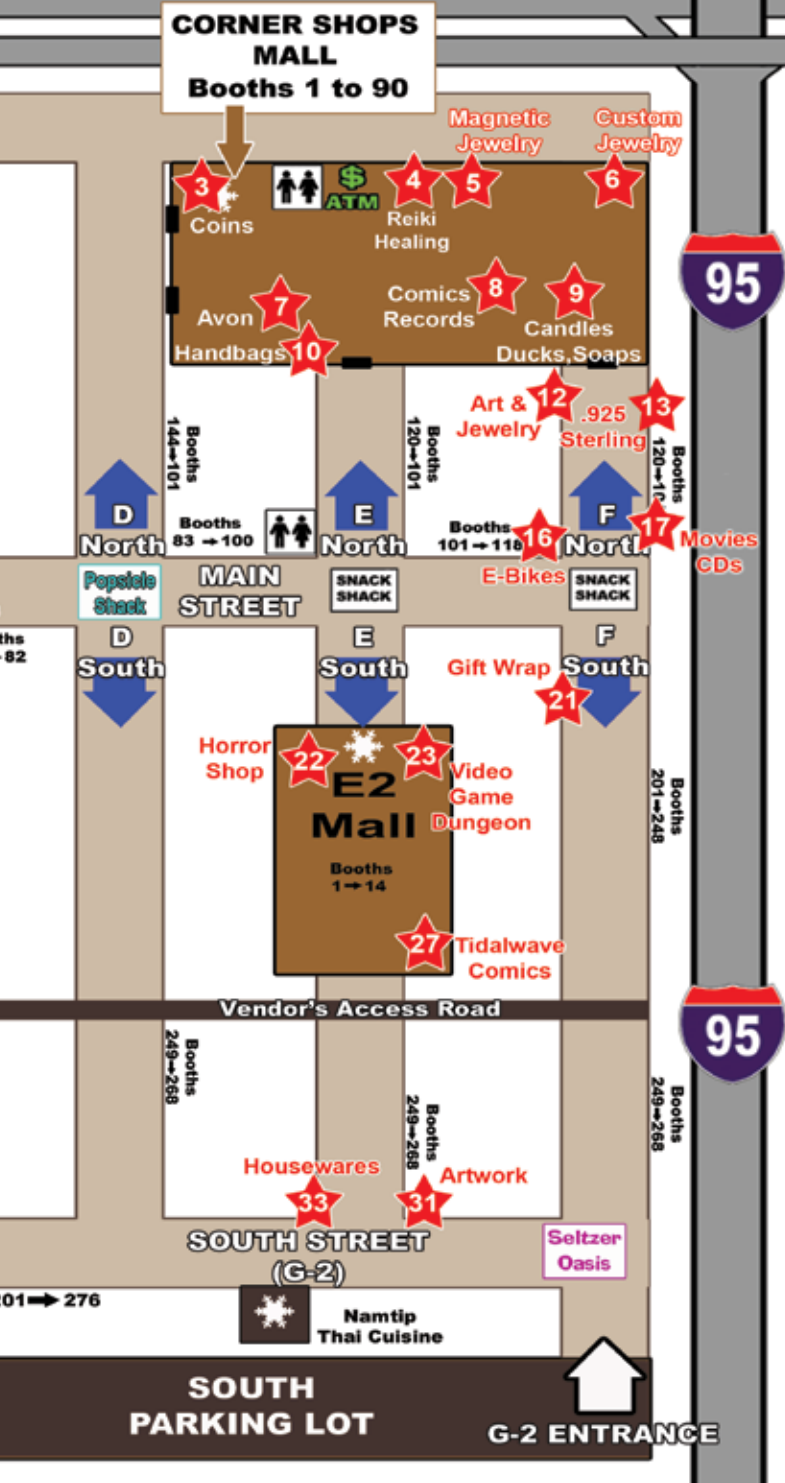 CORNER SHOPS
MALL
Booths 1 to 90
Magnetic
Jewelry
Custom
Jewelry
3
Coins
$
ATM
4
Reiki
Healing
5
6
95
7
Avon
Comics
Records
8
9
Candles
Ducks,Soaps
Handbags
10
Art &
Jewelry
12
.925
Sterling
13
Booths
144→101
Booths
120→101
Booths
D
North
Booths
83 →100
E
North
Booths
101→118
16
E-Bikes
F
North
17
Movies
CDs
Popsicle
Shack
MAIN
STREET
SNACK
SHACK
SNACK
SHACK
82
D
South
E
South
Gift Wrap
F
South
21
Horror
Shop
22
23
Video
Game
Dungeon
E2
Mall
Booths
1→14
Booths
201→248
27
Tidalwave
Comics
Vendor's Access Road
95
Booths
249→268
Booths
249→268
Booths
249→268
Housewares
33
31
Artwork
SOUTH STREET
(G-2)
Seltzer
Oasis
201→ 276
Namtip
Thai Cuisine
SOUTH
PARKING LOT
G-2 ENTRANCE